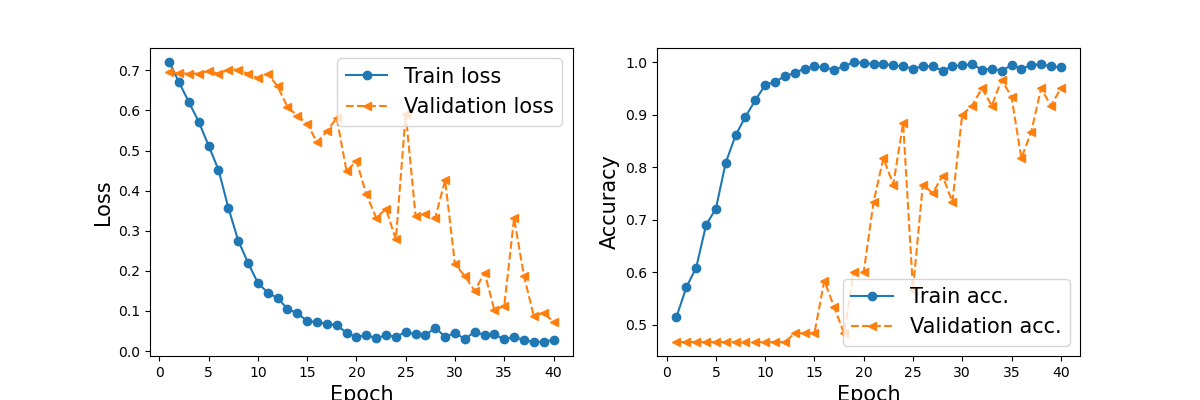 0.7
0.6
0.5
0.4
0.3
0.2
0.1
0.0
Loss
0 5 10 15 20 25 30 35 40
Epoch
Train loss
Validation loss
1.0
0.9
0.8
0.7
0.6
0.5
Accuracy
0 5 10 15 20 25 30 35 40
Epoch
Train acc.
Validation acc.